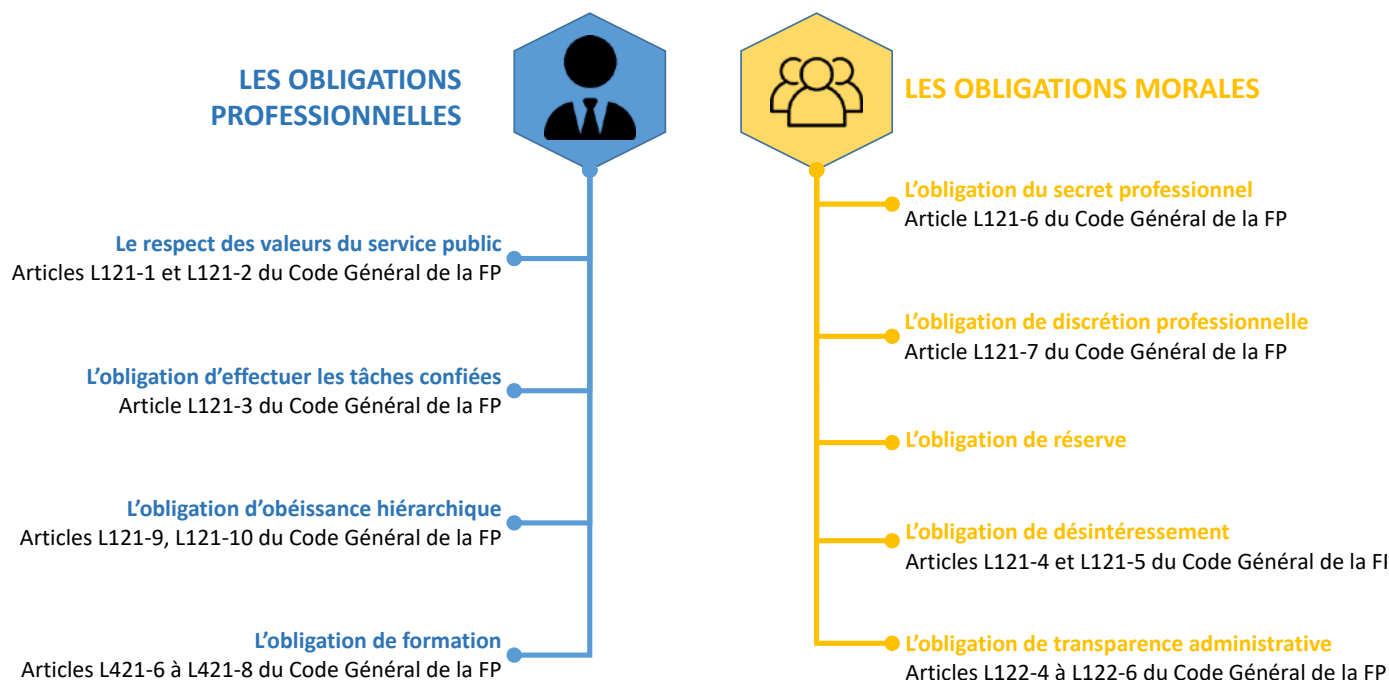 LES OBLIGATIONS
PROFESSIONNELLES
Le respect des valeurs du service public
Articles L121-1 et L121-2 du Code Général de la FP
L'obligation d'effectuer les tâches confiées
Article L121-3 du Code Général de la FP
L'obligation d'obéissance hiérarchique
Articles L121-9, L121-10 du Code Général de la FP
L'obligation de formation
Articles L421-6 à L421-8 du Code Général de la FP
LES OBLIGATIONS MORALES
L'obligation du secret professionnel
Article L121-6 du Code Général de la FP
L'obligation de discrétion professionnelle
Article L121-7 du Code Général de la FP
L'obligation de réserve
L'obligation de désintéressement
Articles L121-4 et L121-5 du Code Général de la FP
L'obligation de transparence administrative
Articles L122-4 à L122-6 du Code Général de la FP